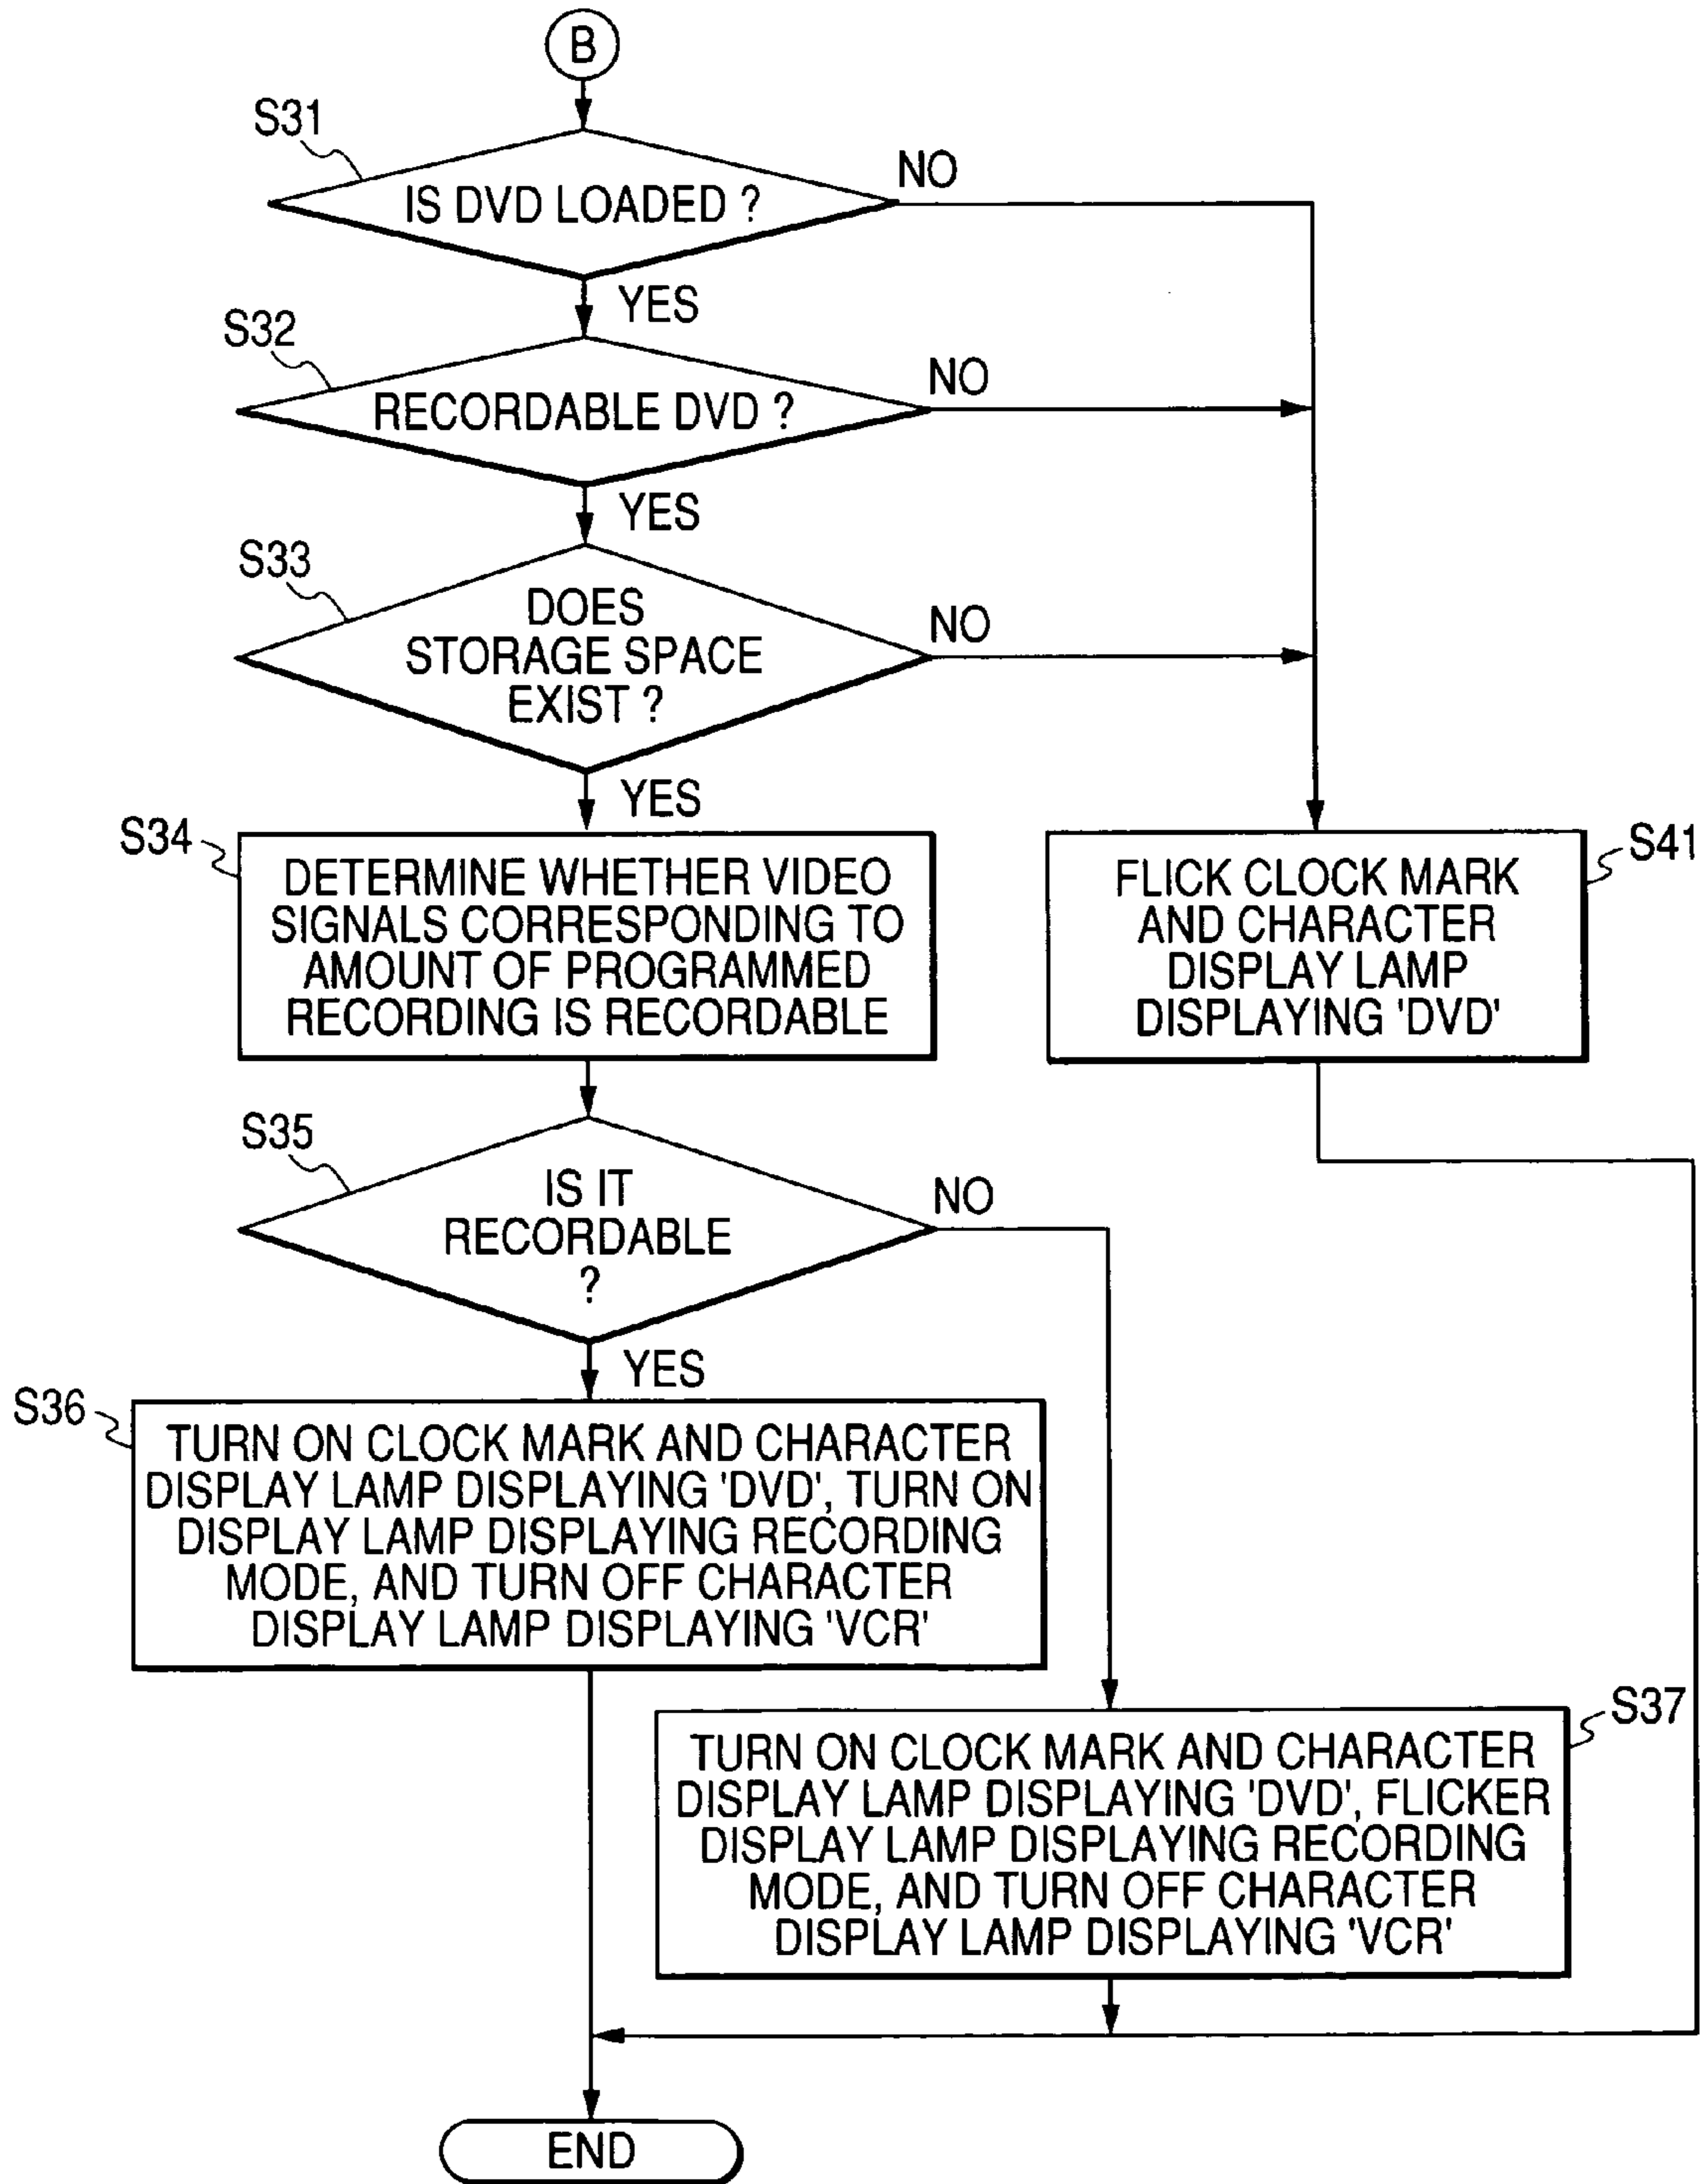 B
S31
IS DVD LOADED ?
NO
YES
S32
RECORDABLE DVD ?
NO
YES
S33
DOES
STORAGE SPACE
EXIST ?
NO
YES
S34
DETERMINE WHETHER VIDEO
SIGNALS CORRESPONDING TO
AMOUNT OF PROGRAMMED
RECORDING IS RECORDABLE
S41
FLICK CLOCK MARK
AND CHARACTER
DISPLAY LAMP
DISPLAYING 'DVD'
S35
IS IT
RECORDABLE
?
NO
YES
S36
TURN ON CLOCK MARK AND CHARACTER
DISPLAY LAMP DISPLAYING 'DVD', TURN ON
DISPLAY LAMP DISPLAYING RECORDING
MODE, AND TURN OFF CHARACTER
DISPLAY LAMP DISPLAYING 'VCR'
S37
TURN ON CLOCK MARK AND CHARACTER
DISPLAY LAMP DISPLAYING 'DVD', FLICKER
DISPLAY LAMP DISPLAYING RECORDING
MODE, AND TURN OFF CHARACTER
DISPLAY LAMP DISPLAYING 'VCR'
END